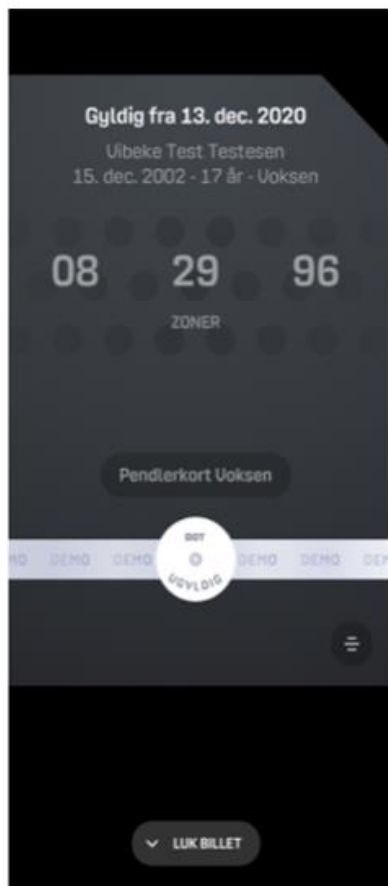 Gyldig fra 13. dec. 2020
Vibeke Test Testesen
15. dec. 2002 - 17 år - Voksen
08 29 96
ZONER
Pendlerkort Voksen
DOT
DEMO DEMO DEMO DEMO
UGYLDIG
LUK BILLET